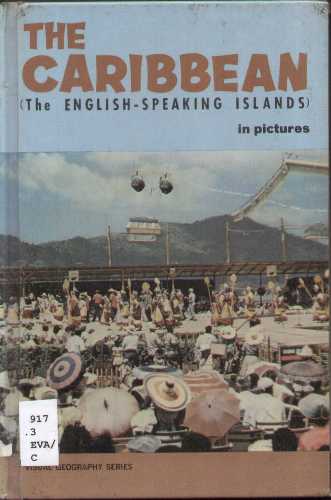 THE
CARIBBEAN
(The ENGLISH-SPEAKING ISLANDS)
in pictures
917
.3
EVA/
C
VISUAL GEOGRAPHY SERIES